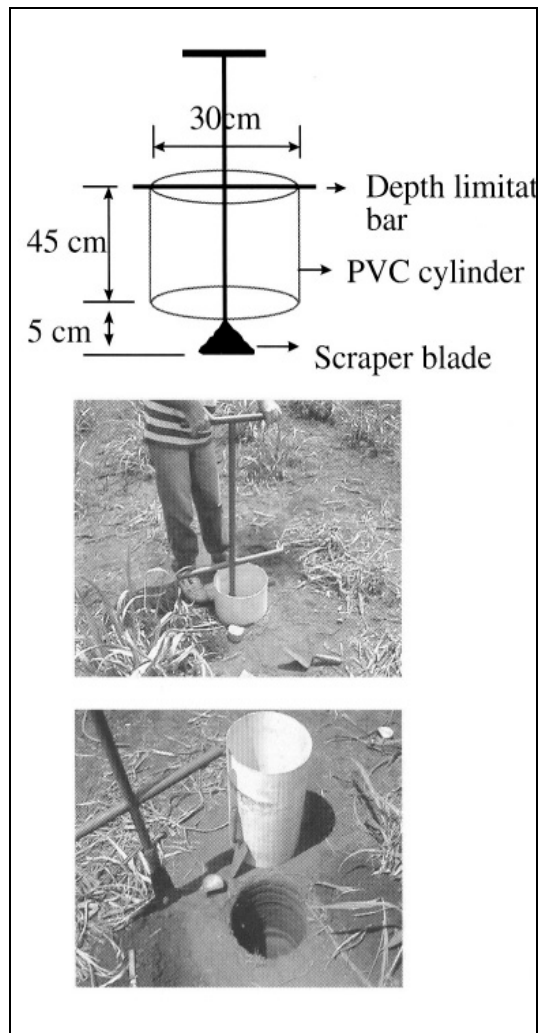 30cm
Depth limitat
bar
45 cm
PVC cylinder
5 cm
Scraper blade